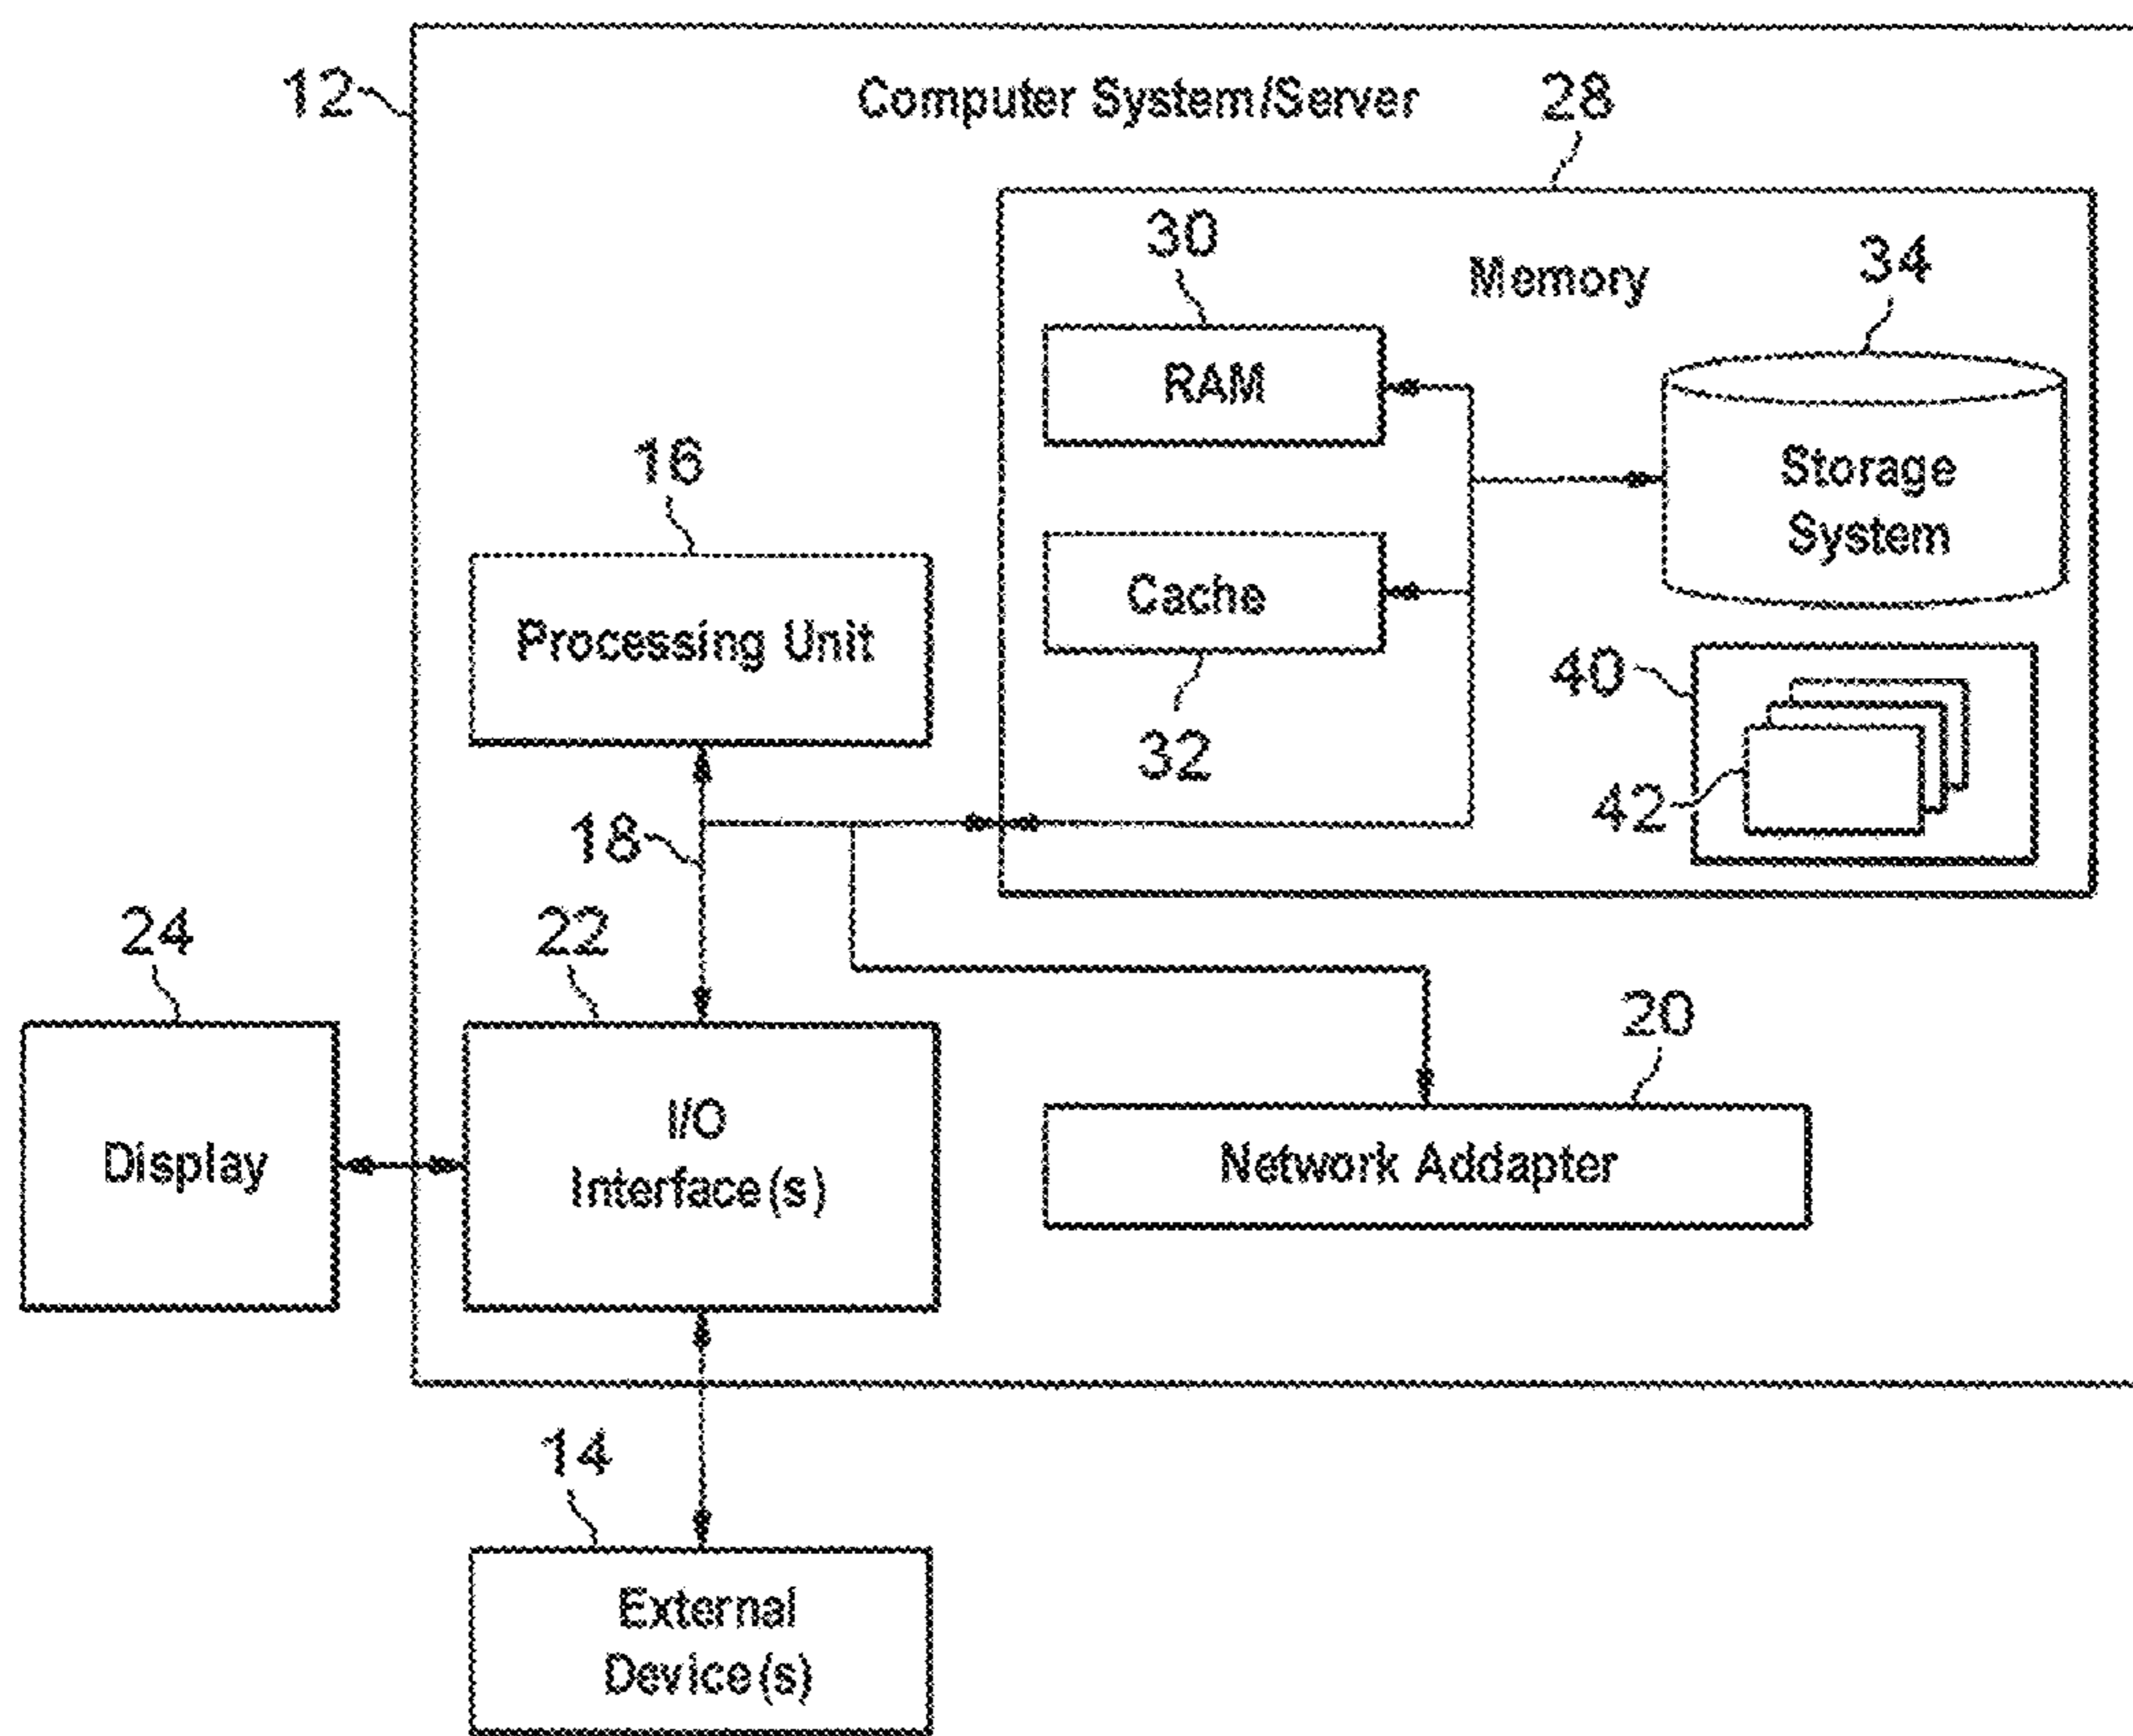 12
Computer System/Server
28
30
Memory
34
RAM
16
Storage
System
Cache
Processing Unit
40
32
42
18
24
22
20
I/O
Interface(s)
Display
Network Addapter
14
External
Device(s)